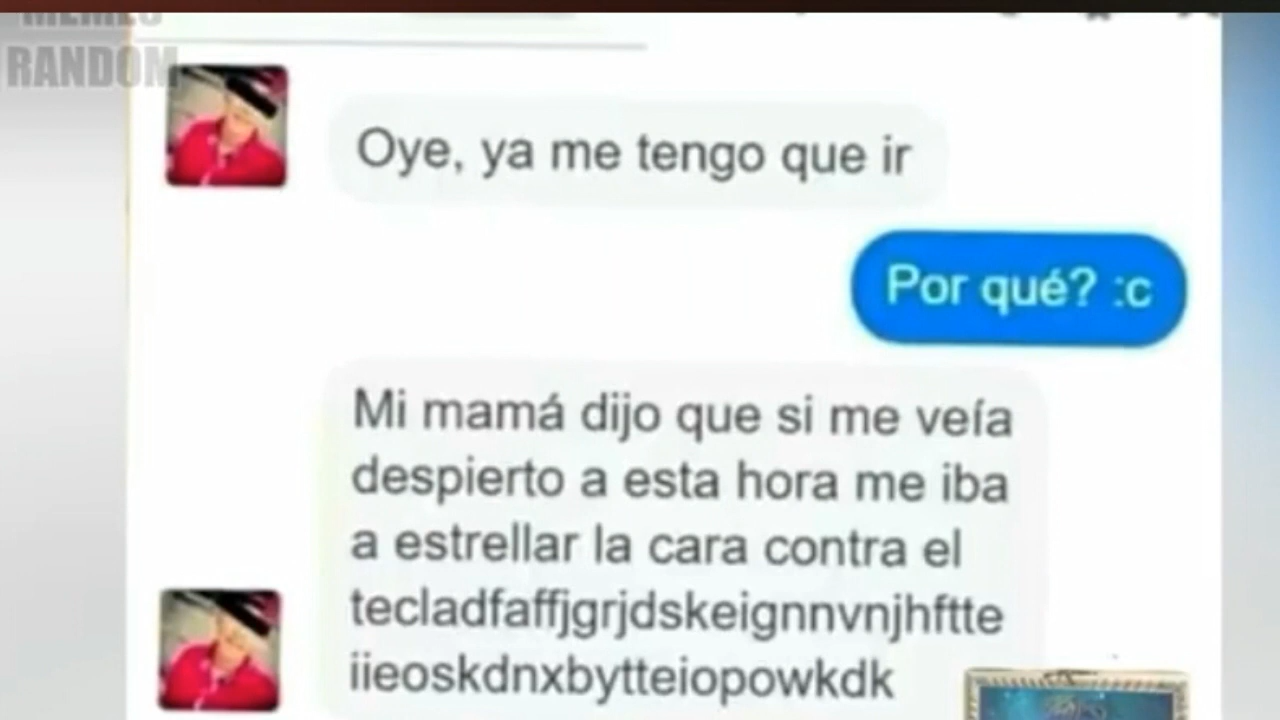 MEMES
RANDOM
Oye, ya me tengo que ir
Por qué? :c
Mi mamá dijo que si me veía
despierto a esta hora me iba
a estrellar la cara contra el
tecladfaffjgrjdskeignnvnjhftte
iieoskdnxbytteiopowkdk